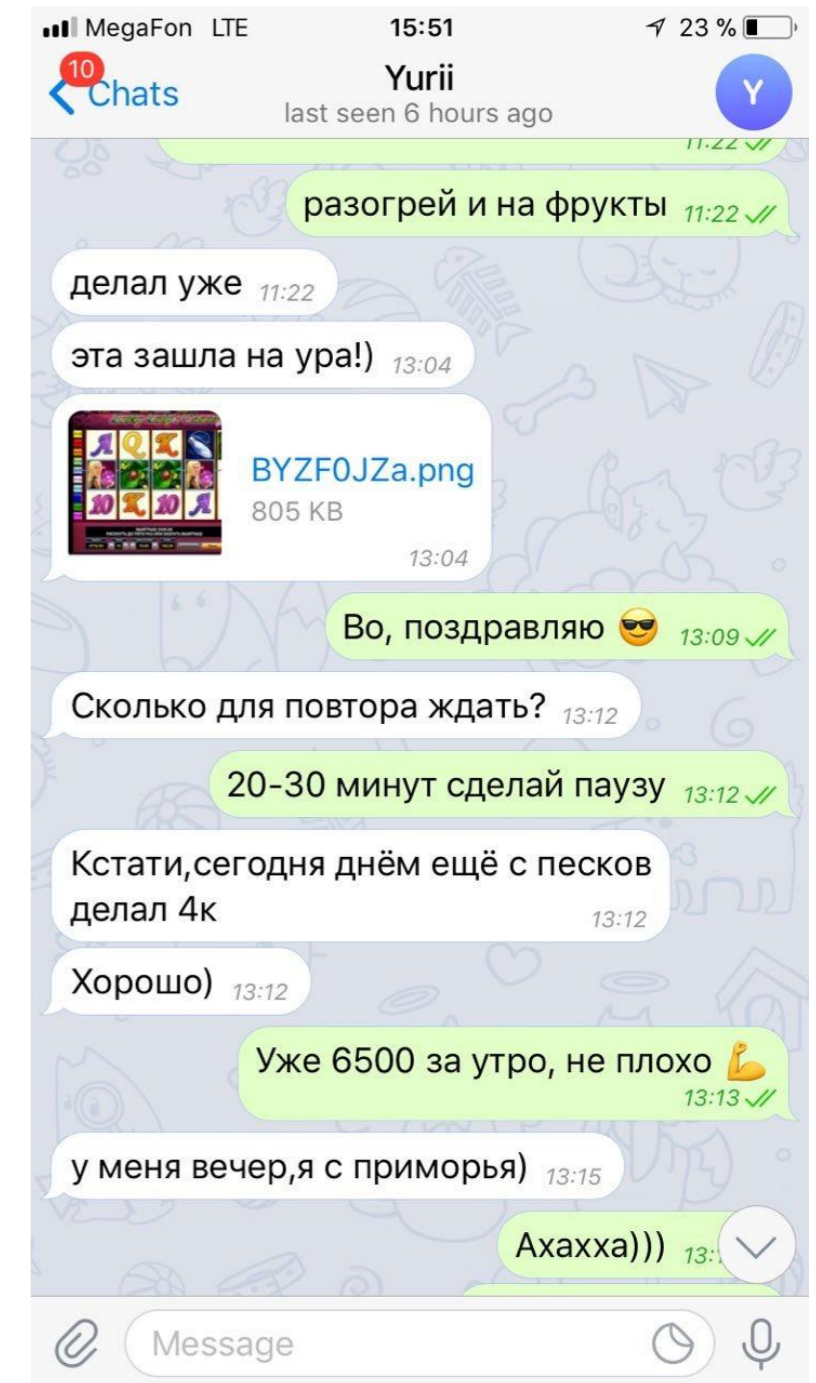 MegaFon LTE 15:51 23 %
10
Chats
Yurii
last seen 6 hours ago
Y
11:22
разогрей и на фрукты 11:22
делал уже 11:22
эта зашла на ура!) 13:04
A Q K
10 K 10 A
BYZF0JZa.png
805 KB
13:04
Во, поздравляю 😎 13:09
Сколько для повтора ждать? 13:12
20-30 минут сделай паузу 13:12
Кстати,сегодня днём ещё с песков
делал 4к 13:12
Хорошо) 13:12
Уже 6500 за утро, не плохо 💪
13:13
у меня вечер,я с приморья) 13:15
Ахахха)))
Message